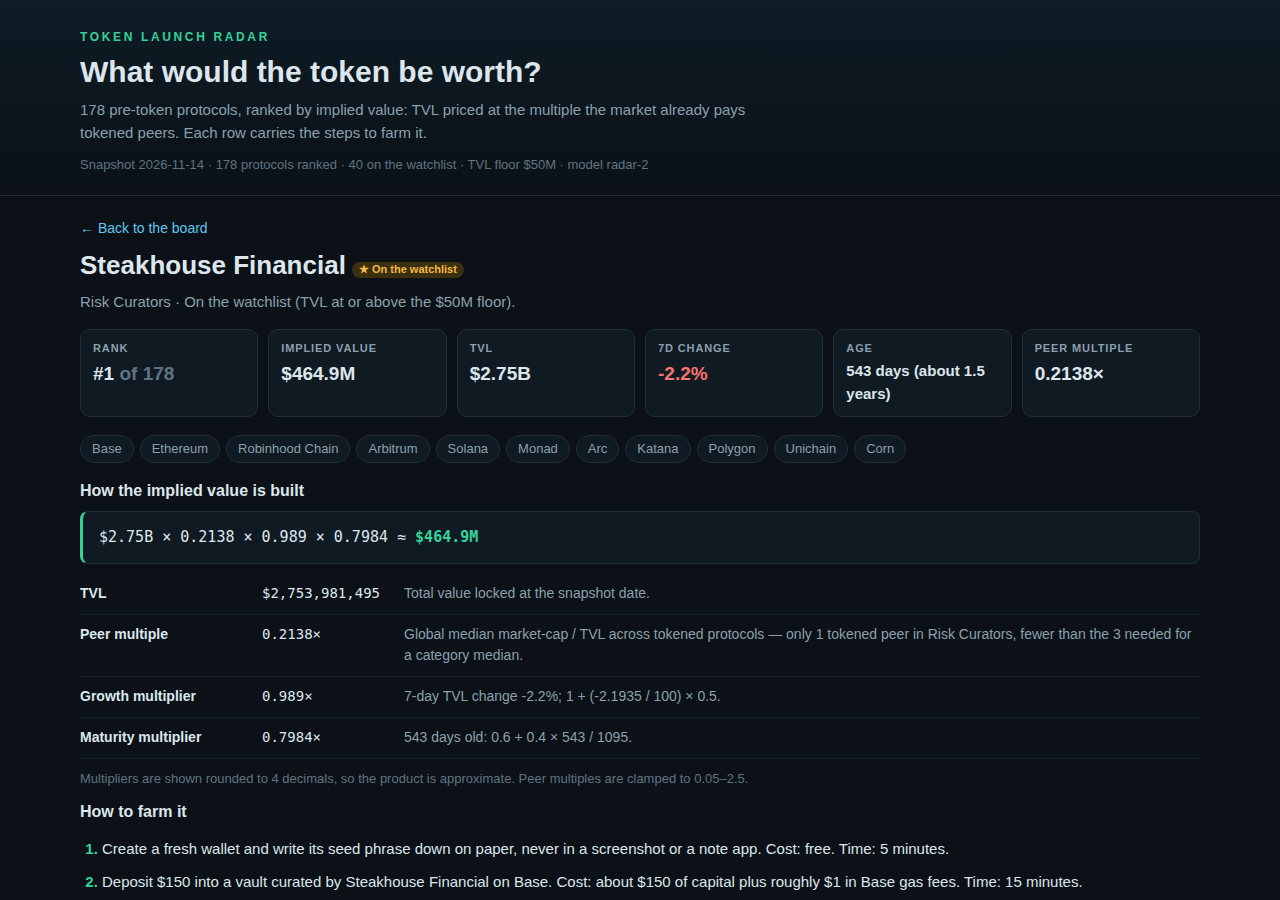 TOKEN LAUNCH RADAR
What would the token be worth?
178 pre-token protocols, ranked by implied value: TVL priced at the multiple the market already pays
tokened peers. Each row carries the steps to farm it.
Snapshot 2026-11-14 · 178 protocols ranked · 40 on the watchlist · TVL floor $50M · model radar-2
← Back to the board
Steakhouse Financial ★ On the watchlist
Risk Curators · On the watchlist (TVL at or above the $50M floor).
RANK
#1 of 178
IMPLIED VALUE
$464.9M
TVL
$2.75B
7D CHANGE
-2.2%
AGE
543 days (about 1.5
years)
PEER MULTIPLE
0.2138×
Base Ethereum Robinhood Chain Arbitrum Solana Monad Arc Katana Polygon Unichain Corn
How the implied value is built
$2.75B × 0.2138 × 0.989 × 0.7984 ≈ $464.9M
TVL $2,753,981,495 Total value locked at the snapshot date.
Peer multiple 0.2138× Global median market-cap / TVL across tokened protocols — only 1 tokened peer in Risk Curators, fewer than the 3 needed for
a category median.
Growth multiplier 0.989× 7-day TVL change -2.2%; 1 + (-2.1935 / 100) × 0.5.
Maturity multiplier 0.7984× 543 days old: 0.6 + 0.4 × 543 / 1095.
Multipliers are shown rounded to 4 decimals, so the product is approximate. Peer multiples are clamped to 0.05–2.5.
How to farm it
1. Create a fresh wallet and write its seed phrase down on paper, never in a screenshot or a note app. Cost: free. Time: 5 minutes.
2. Deposit $150 into a vault curated by Steakhouse Financial on Base. Cost: about $150 of capital plus roughly $1 in Base gas fees. Time: 15 minutes.